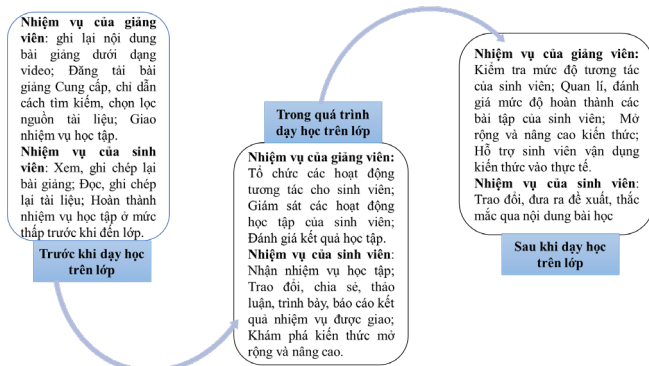 Nhiệm vụ của giảng
viên: ghi lại nội dung
bài giảng dưới dạng
video; Đăng tải bài
giảng Cung cấp, chỉ dẫn
cách tìm kiếm, chọn lọc
nguồn tài liệu; Giao
nhiệm vụ học tập.
Nhiệm vụ của sinh
viên: Xem, ghi chép lại
bài giảng; Đọc, ghi chép
lại tài liệu; Hoàn thành
nhiệm vụ học tập ở mức
thấp trước khi đến lớp.
Trước khi dạy học
trên lớp
Trong quá trình
dạy học trên lớp
Nhiệm vụ của giảng viên:
Tổ chức các hoạt động
tương tác cho sinh viên;
Giám sát các hoạt động
học tập của sinh viên;
Đánh giá kết quả học tập.
Nhiệm vụ của sinh viên:
Nhận nhiệm vụ học tập;
Trao đổi, chia sẻ, thảo
luận, trình bày, báo cáo kết
quả nhiệm vụ được giao;
Khám phá kiến thức mở
rộng và nâng cao.
Nhiệm vụ của giảng viên:
Kiểm tra mức độ tương tác
của sinh viên; Quan lí, đánh
giá mức độ hoàn thành các
bài tập của sinh viên; Mở
rộng và nâng cao kiến thức;
Hỗ trợ sinh viên vận dụng
kiến thức vào thực tế.
Nhiệm vụ của sinh viên:
Trao đổi, đưa ra đề xuất, thắc
mắc qua nội dung bài học
Sau khi dạy học
trên lớp